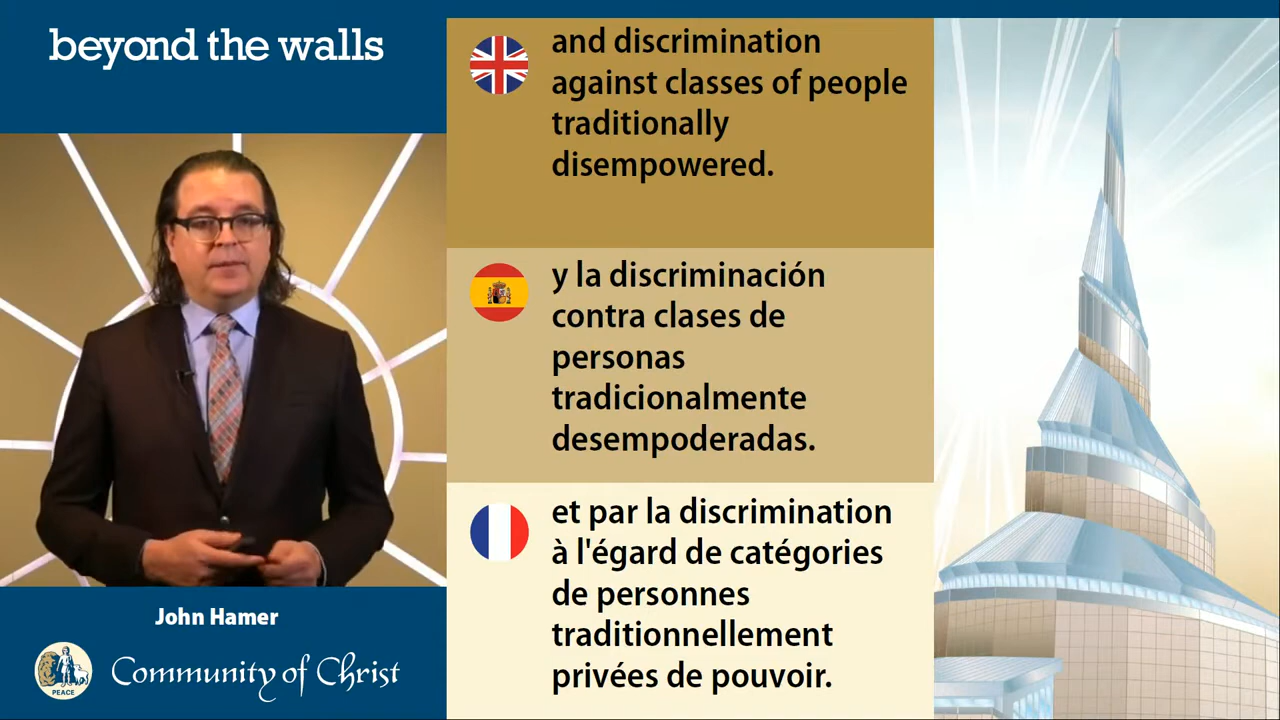 beyond the walls
and discrimination
against classes of people
traditionally
disempowered.
y la discriminación
contra clases de
personas
tradicionalmente
desempoderadas.
et par la discrimination
à l'égard de catégories
de personnes
traditionnellement
privées de pouvoir.
John Hamer
PEACE
Community of Christ